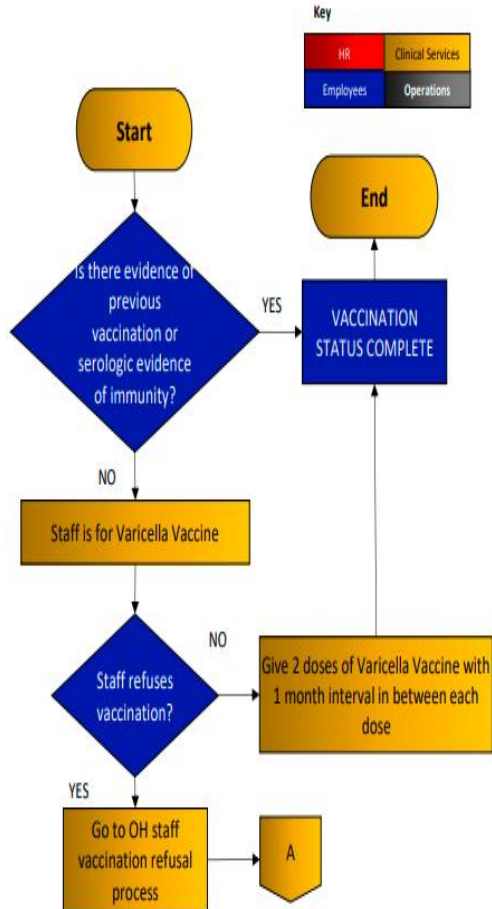 Key
HR
Clinical Services
Employees
Operations
Start
End
Is there evidence of
previous
vaccination or
serologic evidence
of immunity?
YES
VACCINATION
STATUS COMPLETE
NO
Staff is for Varicella Vaccine
NO
Staff refuses
vaccination?
Give 2 doses of Varicella Vaccine with
1 month interval in between each
dose
YES
Go to OH staff
vaccination refusal
process
A